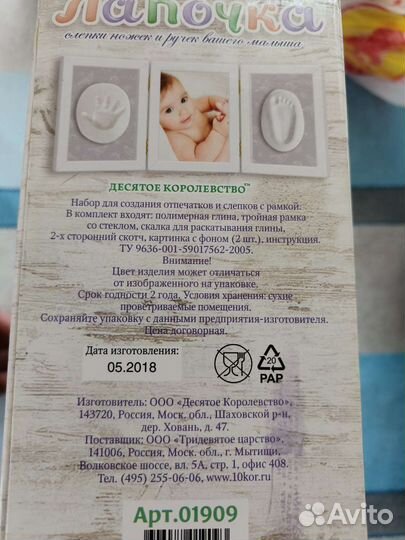 Лапочка
слепки ножек и ручек вашего малыша
ДЕСЯТОЕ КОРОЛЕВСТВО™
Набор для создания отпечатков и слепков с рамкой.
В комплект входят: полимерная глина, тройная рамка
со стеклом, скалка для раскатывания глины,
2-х сторонний скотч, картинка с фоном (2 шт.), инструкция.
ТУ 9636-001-59017562-2005.
Внимание!
Цвет изделия может отличаться
от изображенного на упаковке.
Срок годности 2 года. Условия хранения: сухие
проветриваемые помещения.
Сохраняйте упаковку с данными предприятия-изготовителя.
Цена договорная.
Дата изготовления:
05.2018
20
PAP
Изготовитель: ООО «Десятое Королевство».
143720, Россия, Моск. обл., Шаховской р-н,
дер. Ховань, д. 47.
Поставщик: ООО «Тридевятое царство».
141006, Россия, Моск. обл., г. Мытищи.
Волковское шоссе, вл. 5А, стр. 1, офис 408.
Тел. (495) 255-06-06, www.10kor.ru
Арт.01909
Avito